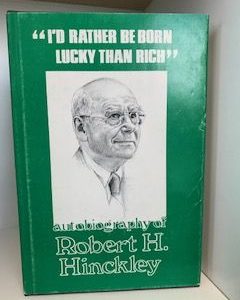 "I'D RATHER BE BORN
LUCKY THAN RICH"
autobiography of
Robert H.
Hinckley